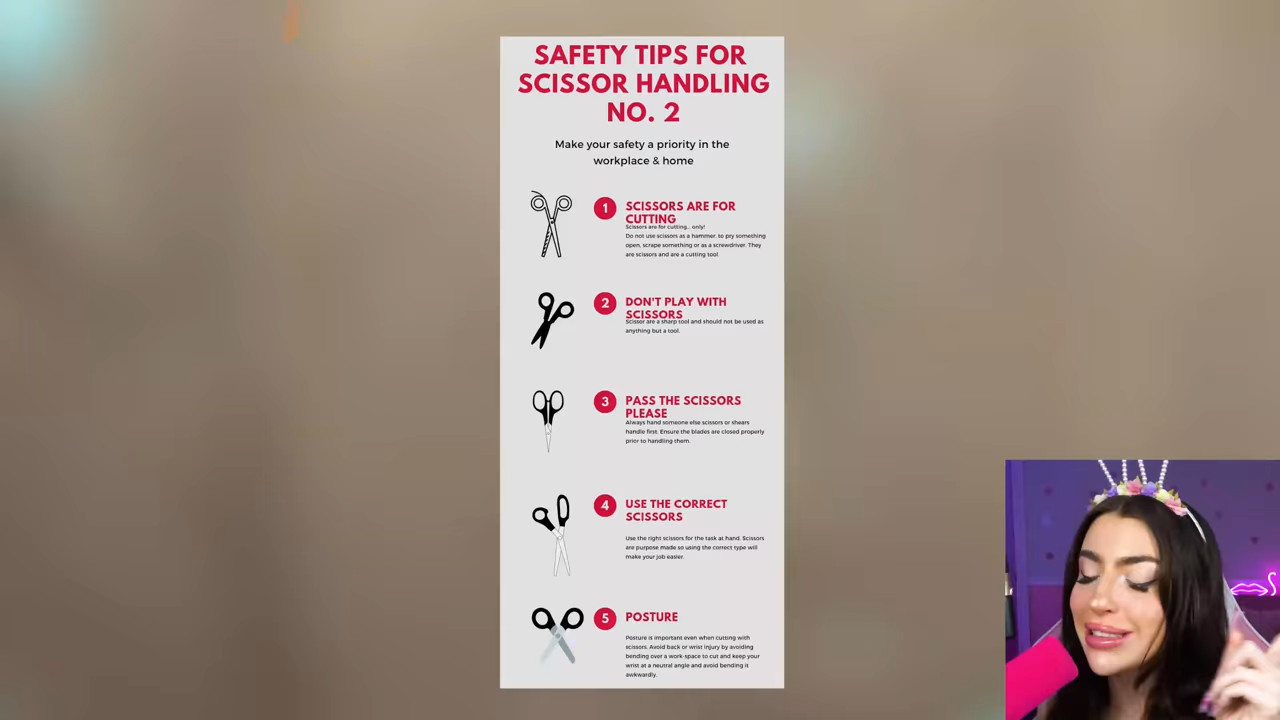 SAFETY TIPS FOR
SCISSOR HANDLING
NO. 2
Make your safety a priority in the
workplace & home
1
SCISSORS ARE FOR
CUTTING
Scissors are for cutting... only!
Do not use scissors as a hammer, to pry something
open, scrape something or as a screwdriver. They
are scissors and are a cutting tool.
2
DON'T PLAY WITH
SCISSORS
Scissor are a sharp tool and should not be used as
anything but a tool.
3
PASS THE SCISSORS
PLEASE
Always hand someone else scissors or shears
handle first. Ensure the blades are closed properly
prior to handling them.
4
USE THE CORRECT
SCISSORS
Use the right scissors for the task at hand. Scissors
are purpose made so using the correct type will
make your job easier.
5
POSTURE
Posture is important even when cutting with
scissors. Avoid back or wrist injury by avoiding
bending over a work-space to cut and keep your
wrist at a neutral angle and avoid bending it
awkwardly.